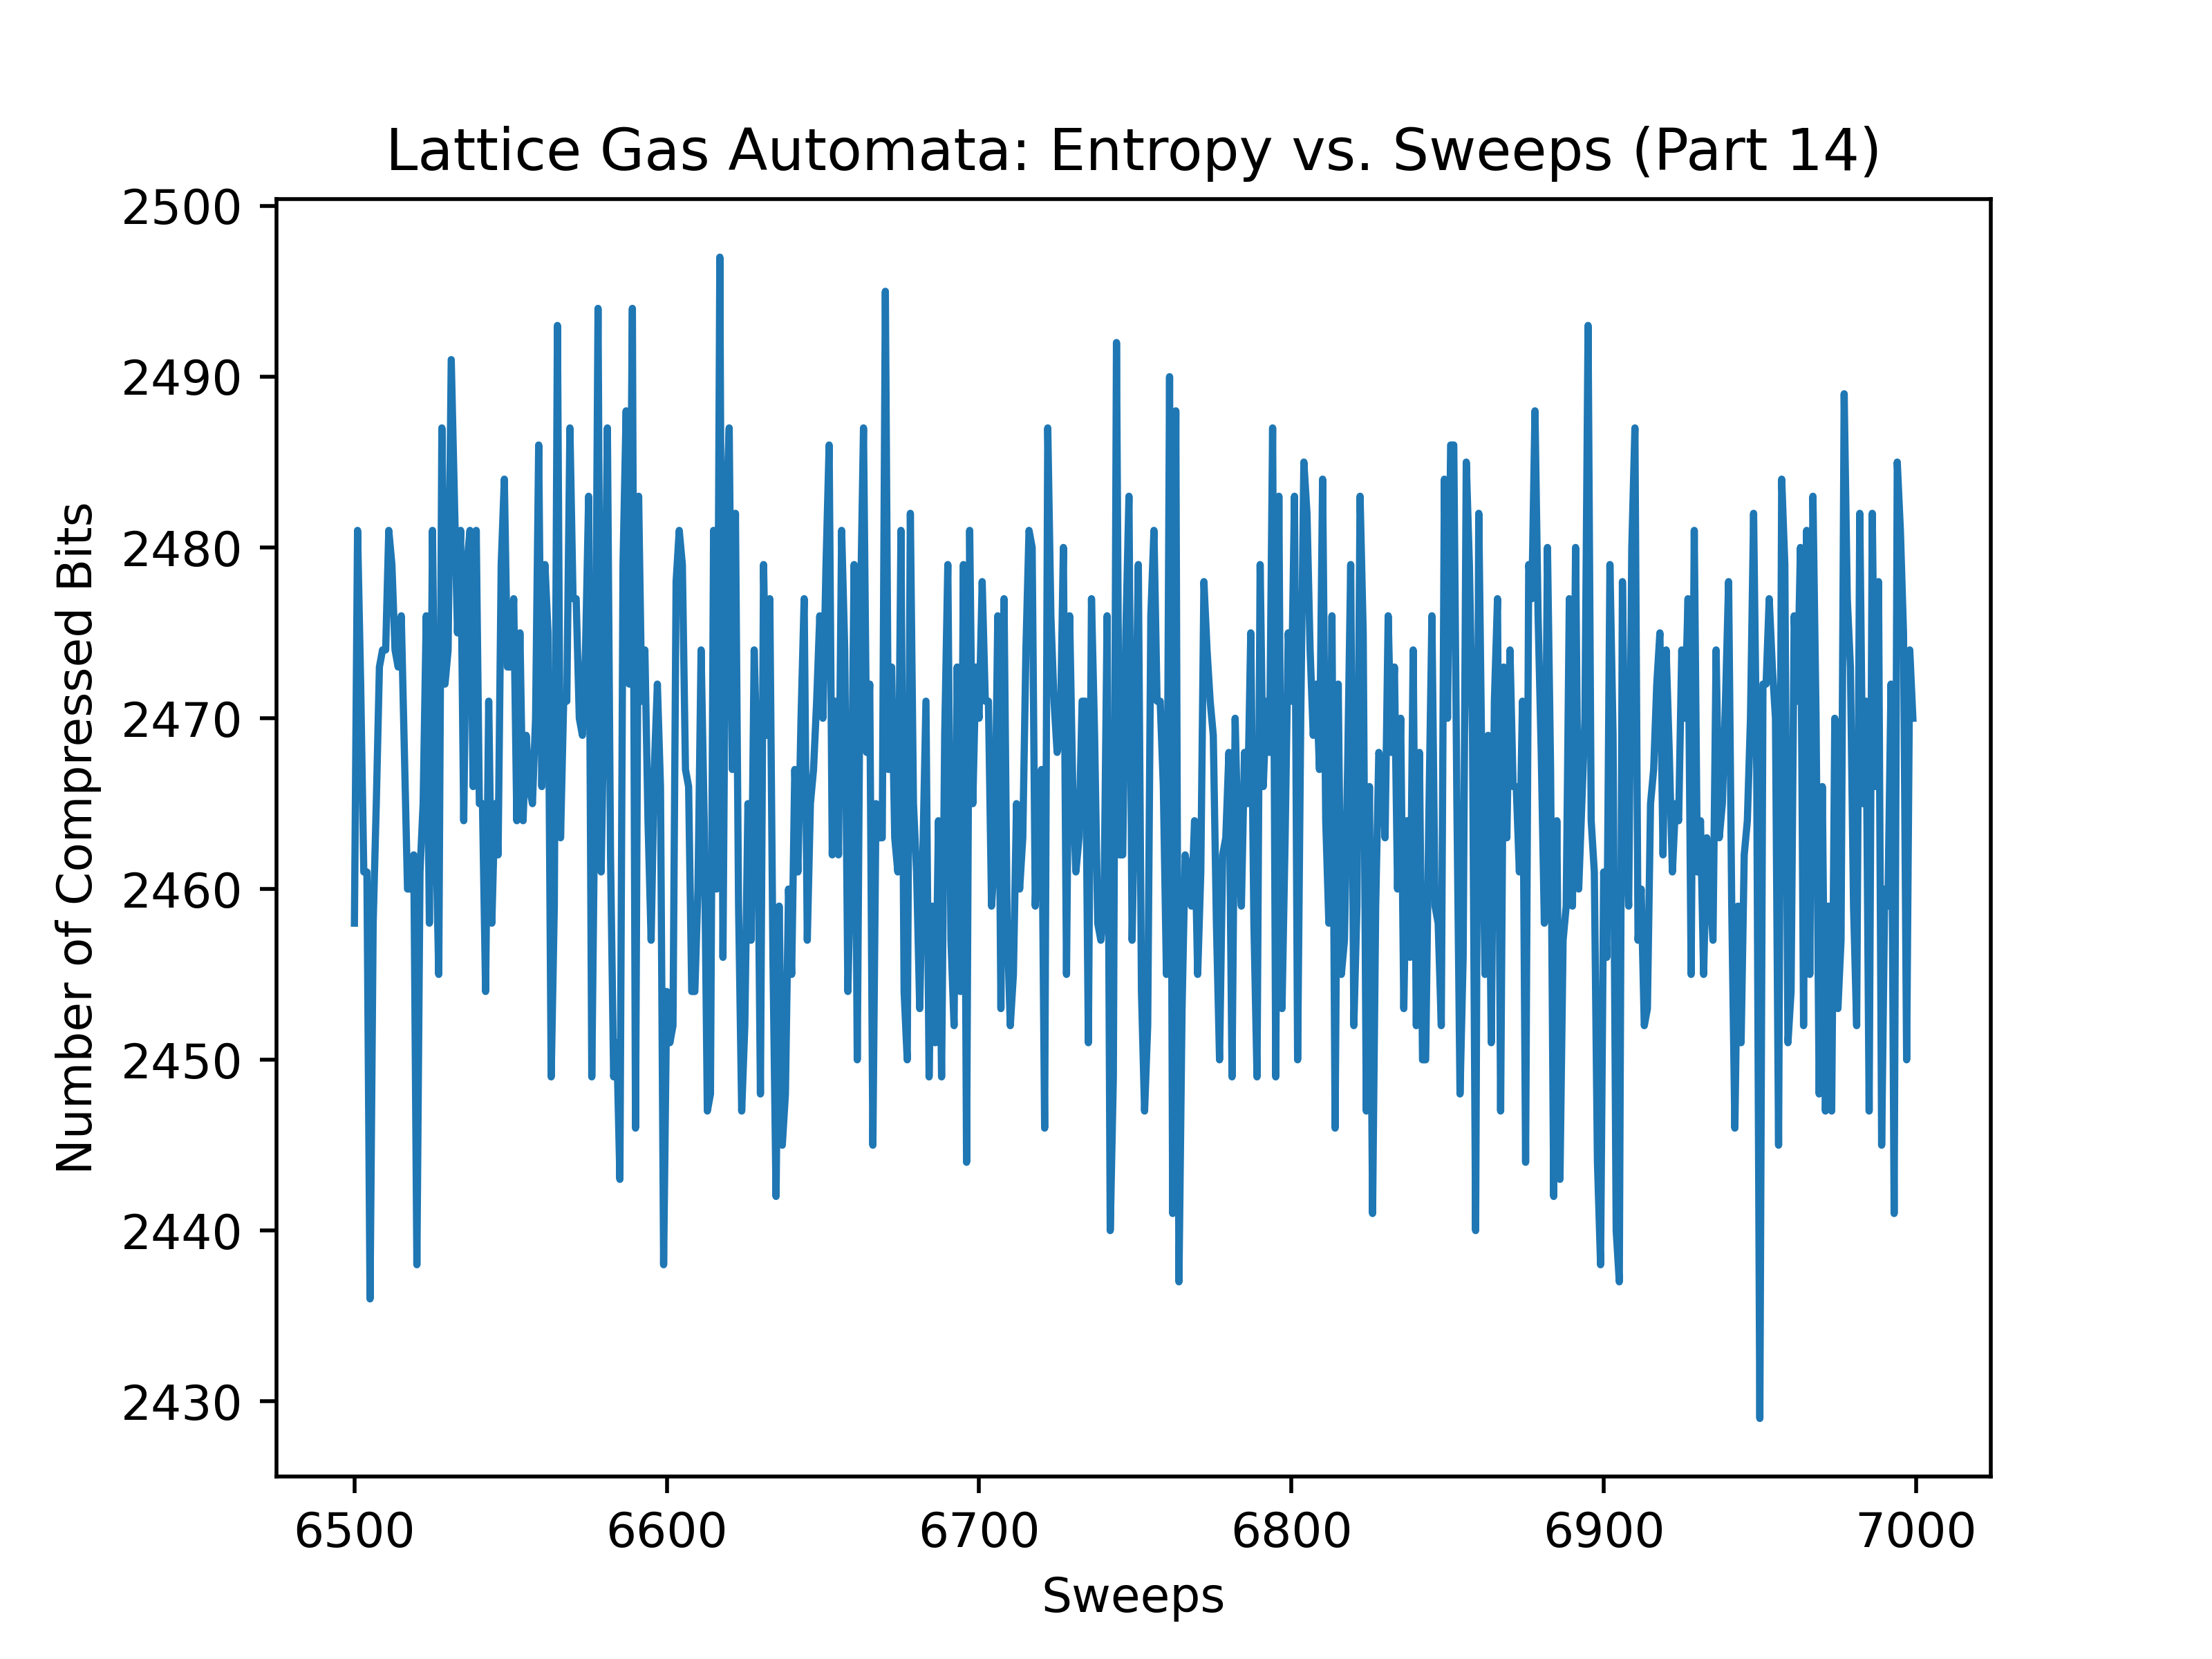 Lattice Gas Automata: Entropy vs. Sweeps (Part 14)
2500
2490
2480
2470
2460
2450
2440
2430
Number of Compressed Bits
6500 6600 6700 6800 6900 7000
Sweeps